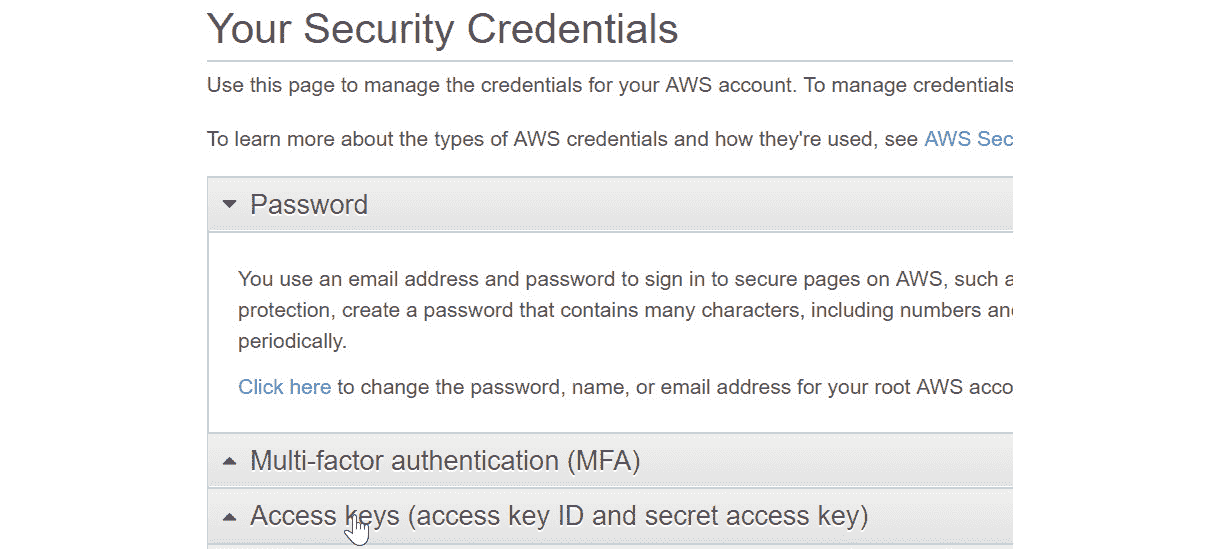 Your Security Credentials
Use this page to manage the credentials for your AWS account. To manage credentials
To learn more about the types of AWS credentials and how they're used, see AWS Sec
Password
You use an email address and password to sign in to secure pages on AWS, such a
protection, create a password that contains many characters, including numbers an
periodically.
Click here to change the password, name, or email address for your root AWS acco
Multi-factor authentication (MFA)
Access keys (access key ID and secret access key)